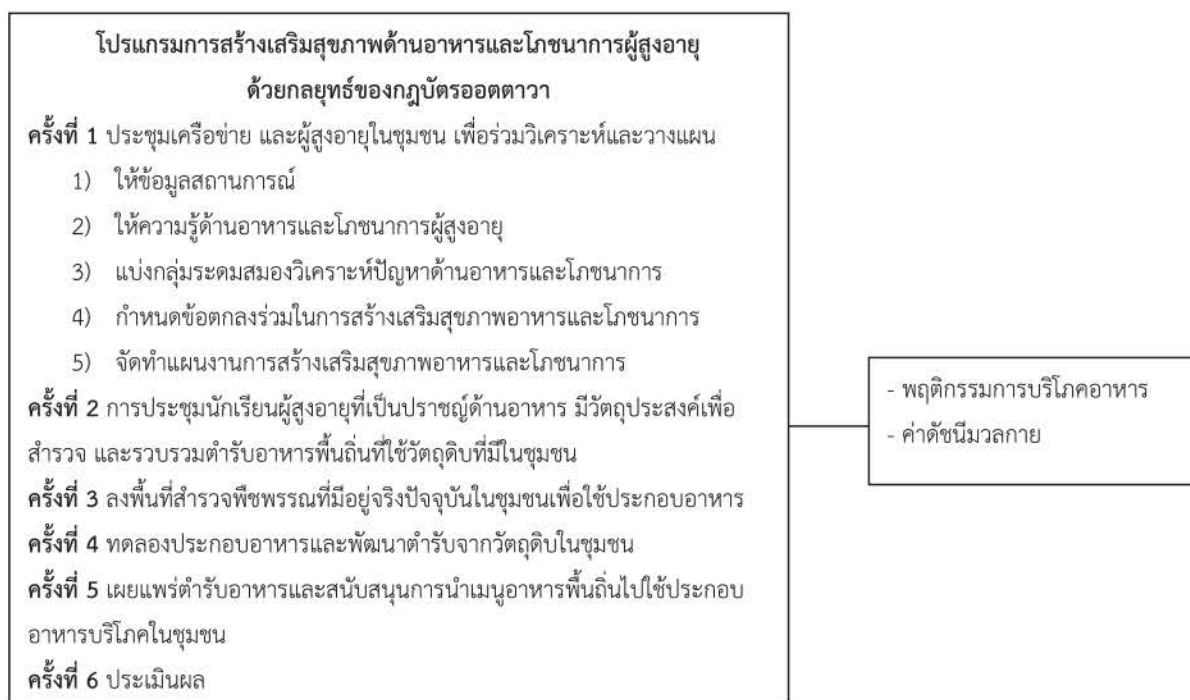 โปรแกรมการสร้างเสริมสุขภาพด้านอาหารและโภชนาการผู้สูงอายุ
ด้วยกลยุทธ์ของกฎบัตรออตตาวา
ครั้งที่ 1 ประชุมเครือข่าย และผู้สูงอายุในชุมชน เพื่อร่วมวิเคราะห์และวางแผน
1) ให้ข้อมูลสถานการณ์
2) ให้ความรู้ด้านอาหารและโภชนาการผู้สูงอายุ
3) แบ่งกลุ่มระดมสมองวิเคราะห์ปัญหาด้านอาหารและโภชนาการ
4) กำหนดข้อตกลงร่วมในการสร้างเสริมสุขภาพอาหารและโภชนาการ
5) จัดทำแผนงานการสร้างเสริมสุขภาพอาหารและโภชนาการ
ครั้งที่ 2 การประชุมนักเรียนผู้สูงอายุที่เป็นปราชญ์ด้านอาหาร มีวัตถุประสงค์เพื่อ
สำรวจ และรวบรวมตำรับอาหารพื้นถิ่นที่ใช้วัตถุดิบที่มีในชุมชน
ครั้งที่ 3 ลงพื้นที่สำรวจพืชพรรณที่มีอยู่จริงปัจจุบันในชุมชนเพื่อใช้ประกอบอาหาร
ครั้งที่ 4 ทดลองประกอบอาหารและพัฒนาตำรับจากวัตถุดิบในชุมชน
ครั้งที่ 5 เผยแพร่ตำรับอาหารและสนับสนุนการนำเมนูอาหารพื้นถิ่นไปใช้ประกอบ
อาหารบริโภคในชุมชน
ครั้งที่ 6 ประเมินผล
- พฤติกรรมการบริโภคอาหาร
- ค่าดัชนีมวลกาย